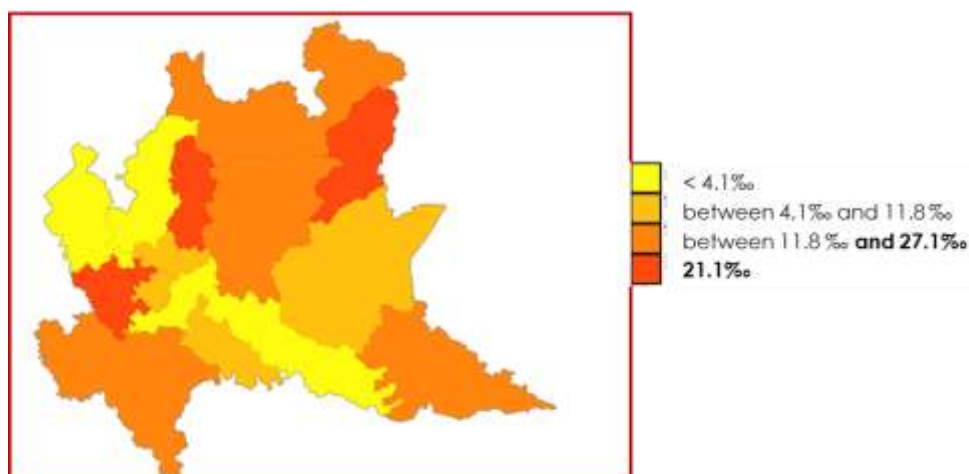 < 4.1‰
between 4.1‰ and 11.8‰
between 11.8 ‰ and 27.1‰
21.1‰